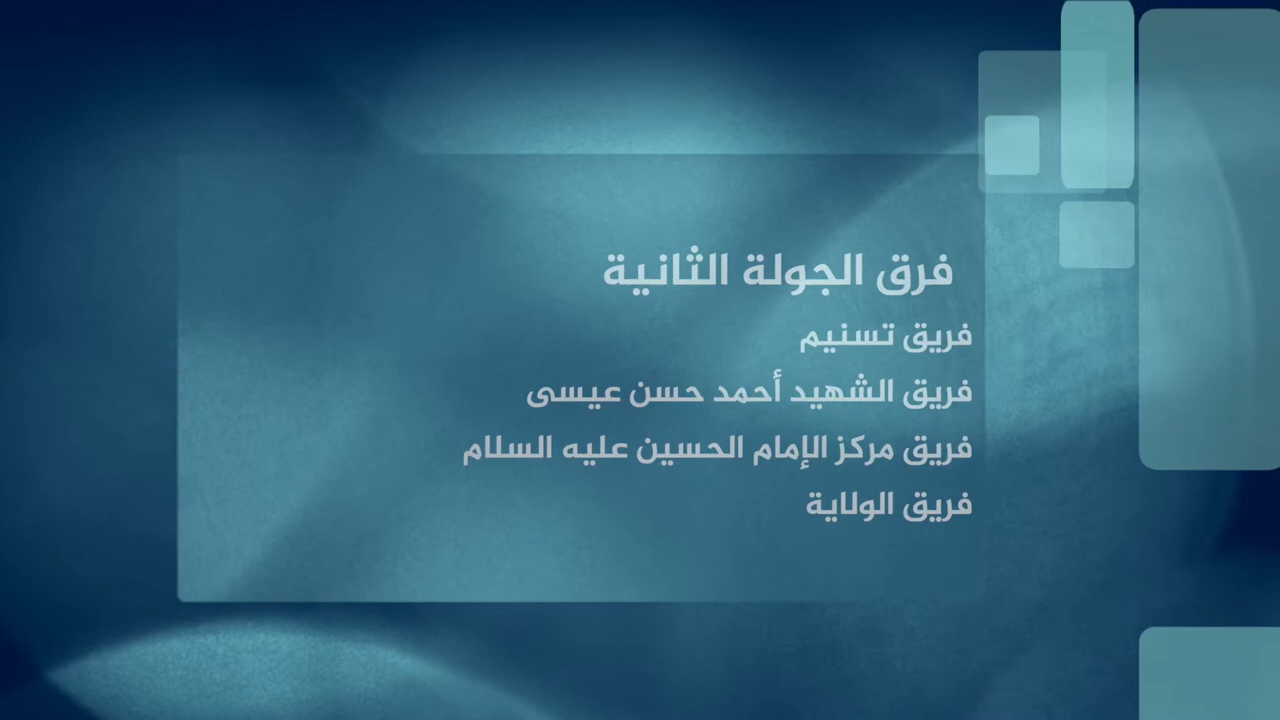 فرق الجولة الثانية
فريق تسنيم
فريق الشهيد أحمد حسن عيسى
فريق مركز الإمام الحسين عليه السلام
فريق الولاية